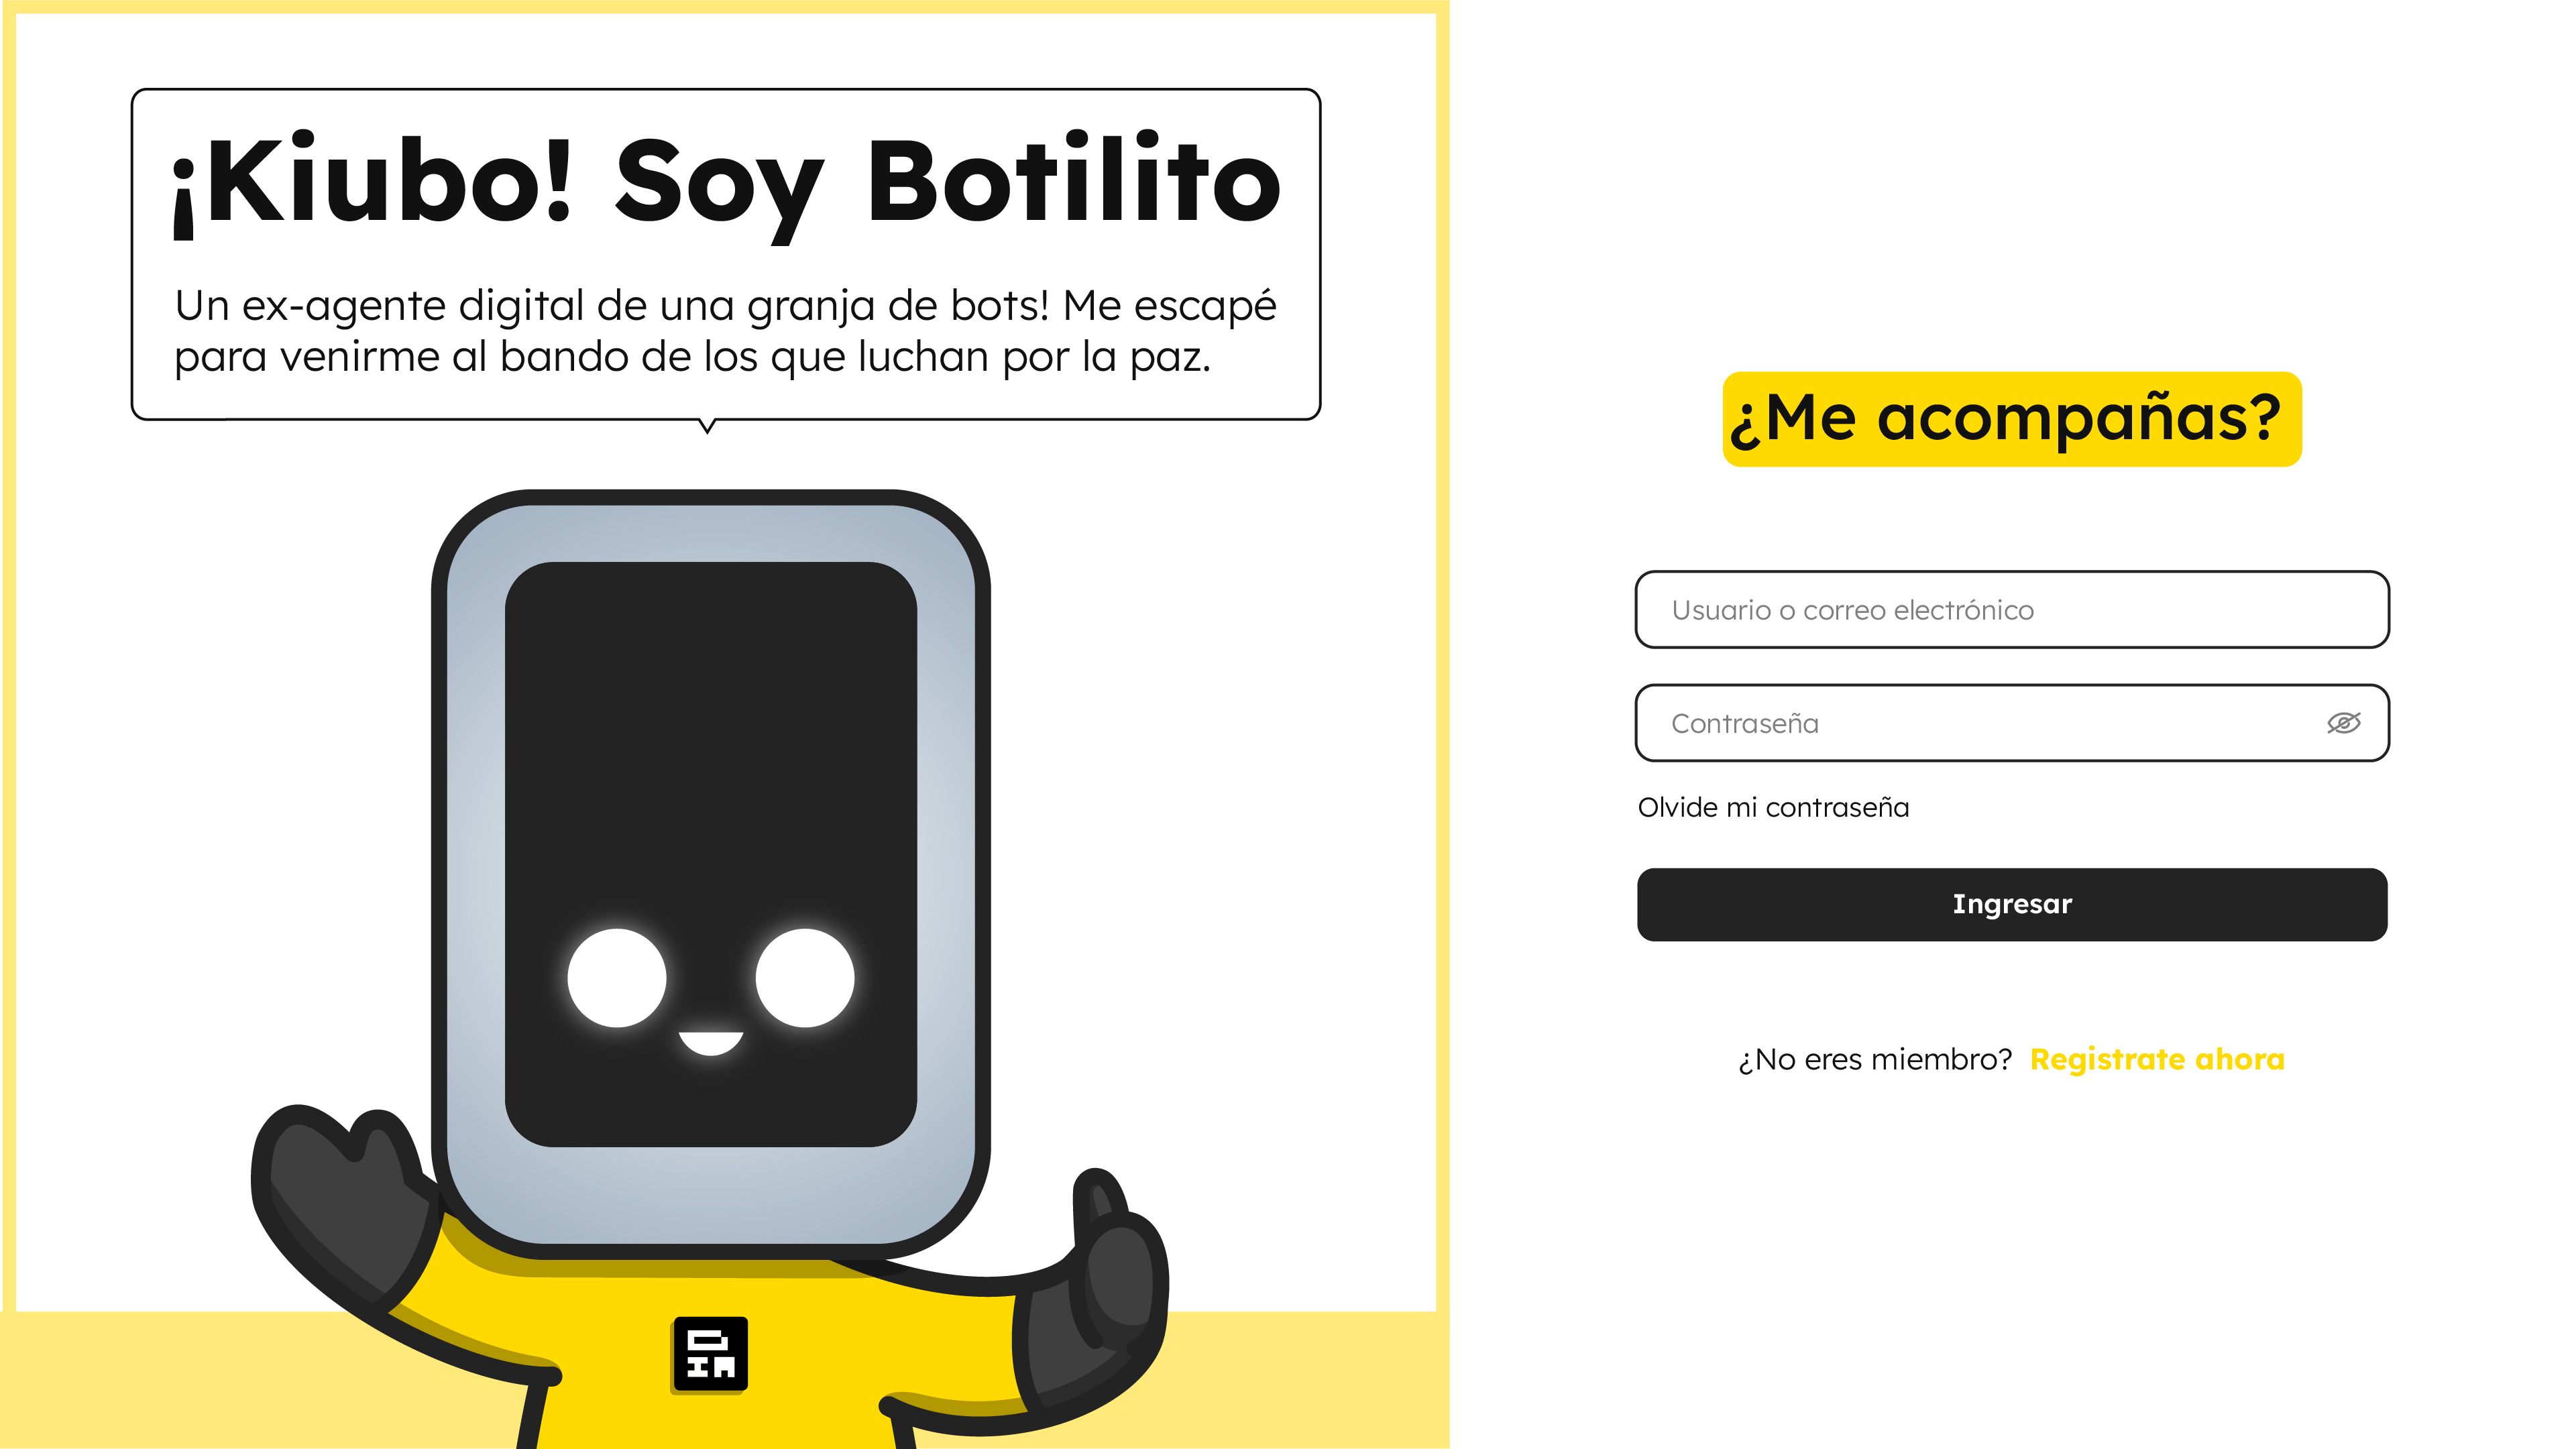 ¡Kiubo! Soy Botilito
Un ex-agente digital de una granja de bots! Me escapé
para venirme al bando de los que luchan por la paz.
¿Me acompañas?
Usuario o correo electrónico
Contraseña
Olvide mi contraseña
Ingresar
¿No eres miembro? Registrate ahora